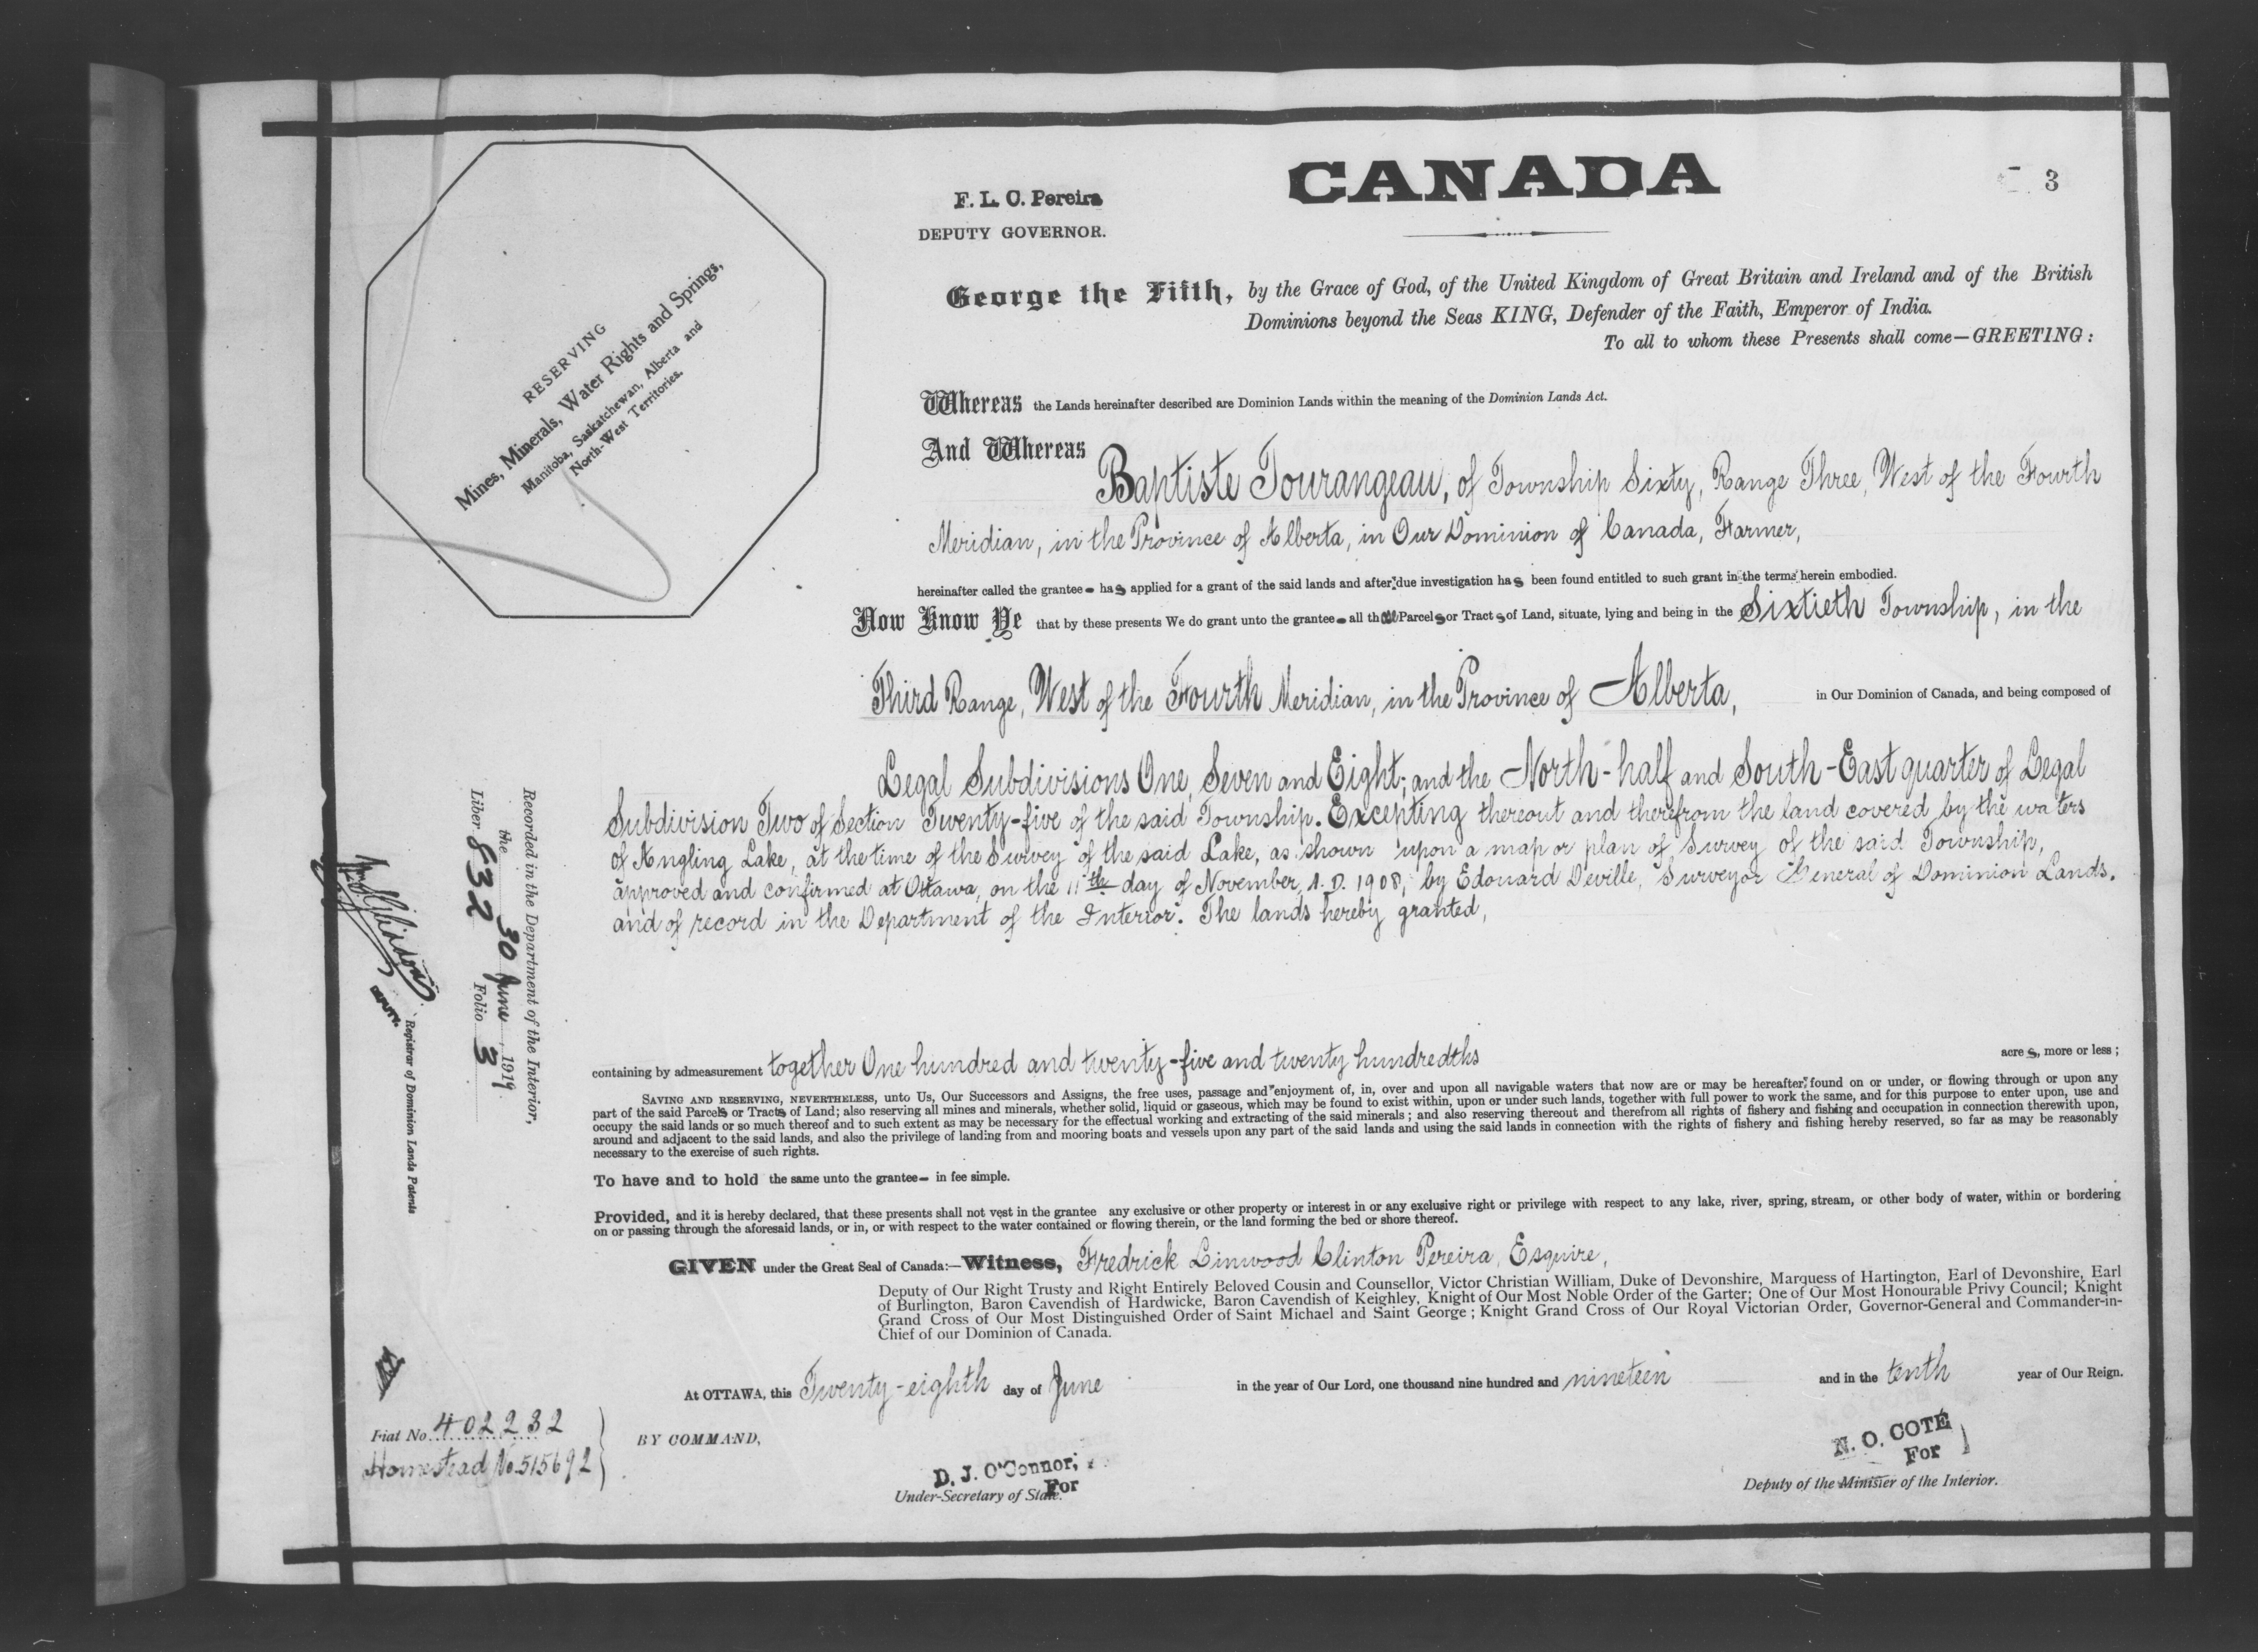 CANADA
3
F. L. C. Pereira
DEPUTY GOVERNOR.
George the Fifth, by the Grace of God, of the United Kingdom of Great Britain and Ireland and of the British
Dominions beyond the Seas KING, Defender of the Faith, Emperor of India.
To all to whom these Presents shall come—GREETING:
RESERVING
Mines, Minerals, Water Rights and Springs,
Manitoba, Saskatchewan, Alberta and
North-West Territories.
Whereas the Lands hereinafter described are Dominion Lands within the meaning of the Dominion Lands Act.
And Whereas Baptiste Tourangeau, of Township Sixty, Range Three, West of the Fourth
Meridian, in the Province of Alberta, in Our Dominion of Canada, Farmer,
hereinafter called the grantee has applied for a grant of the said lands and after due investigation has been found entitled to such grant in the terms herein embodied.
Now Know Ye that by these presents We do grant unto the grantee all Parcels or Tracts of Land, situate, lying and being in the Sixtieth Township, in the
Third Range, West of the Fourth Meridian, in the Province of Alberta, in Our Dominion of Canada, and being composed of
Legal Subdivisions One, Seven and Eight; and the North-half and South-East quarter of Legal
Subdivision Two of Section Twenty-five of the said Township. Excepting thereout and therefrom the land covered by the waters
of Angling Lake, at the time of the Survey of the said Lake, as shown upon a map or plan of Survey of the said Township,
approved and confirmed at Ottawa, on the 11th day of November, A.D. 1908, by Edouard Deville, Surveyor General of Dominion Lands.
and of record in the Department of the Interior. The lands hereby granted,
containing by admeasurement together One hundred and twenty-five and twenty hundredths acres, more or less;
SAVING AND RESERVING, NEVERTHELESS, unto Us, Our Successors and Assigns, the free uses, passage and enjoyment of, in, over and upon all navigable waters that now are or may be hereafter found on or under, or flowing through or upon any
part of the said Parcels or Tracts of Land; also reserving all mines and minerals, whether solid, liquid or gaseous, which may be found to exist within, upon or under such lands, together with full power to work the same, and for this purpose to enter upon, use and
occupy the said lands or so much thereof and to such extent as may be necessary for the effectual working and extracting of the said minerals; and also reserving thereout and therefrom all rights of fishery and fishing and occupation in connection therewith upon,
around and adjacent to the said lands, and also the privilege of landing from and mooring boats and vessels upon any part of the said lands and using the said lands in connection with the rights of fishery and fishing hereby reserved, so far as may be reasonably
necessary to the exercise of such rights.
To have and to hold the same unto the grantee in fee simple.
Provided, and it is hereby declared, that these presents shall not vest in the grantee any exclusive or other property or interest in or any exclusive right or privilege with respect to any lake, river, spring, stream, or other body of water, within or bordering
on or passing through the aforesaid lands, or in, or with respect to the water contained or flowing therein, or the land forming the bed or shore thereof.
GIVEN under the Great Seal of Canada:—Witness, Fredrick Linwood Clinton Pereira, Esquire,
Deputy of Our Right Trusty and Right Entirely Beloved Cousin and Counsellor, Victor Christian William, Duke of Devonshire, Marquess of Hartington, Earl of Devonshire, Earl
of Burlington, Baron Cavendish of Hardwicke, Baron Cavendish of Keighley, Knight of Our Most Noble Order of the Garter; One of Our Most Honourable Privy Council; Knight
Grand Cross of Our Most Distinguished Order of Saint Michael and Saint George; Knight Grand Cross of Our Royal Victorian Order, Governor-General and Commander-in-
Chief of our Dominion of Canada.
At OTTAWA, this Twenty-eighth day of June in the year of Our Lord, one thousand nine hundred and nineteen and in the tenth year of Our Reign.
BY COMMAND,
D. J. O'Connor,
For
Under-Secretary of State.
N. O. COTÉ
For
Deputy of the Minister of the Interior.
Fiat No. 402232
Homestead No. 515692
Recorded in the Department of the Interior,
the 30 June, 1919.
Liber 532 Folio 3
DEPUTY.
Registrar of Dominion Lands Patents